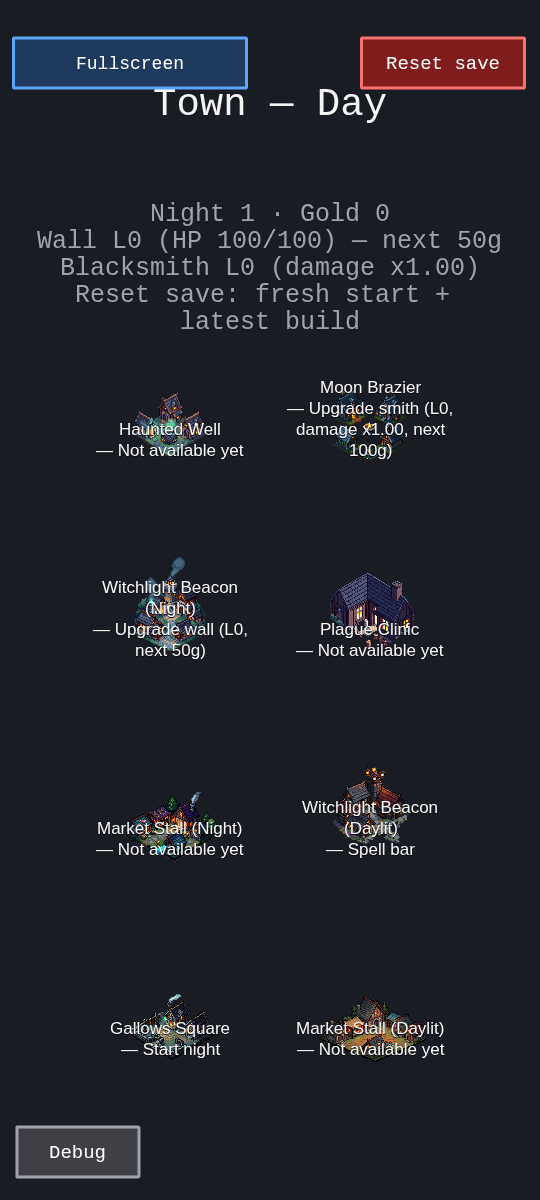 Fullscreen
Reset save
Town — Day
Night 1 · Gold 0
Wall L0 (HP 100/100) — next 50g
Blacksmith L0 (damage x1.00)
Reset save: fresh start +
latest build
Haunted Well
— Not available yet
Moon Brazier
— Upgrade smith (L0,
damage x1.00, next
100g)
Witchlight Beacon
(Night)
— Upgrade wall (L0,
next 50g)
Plague Clinic
— Not available yet
Market Stall (Night)
— Not available yet
Witchlight Beacon
(Daylit)
— Spell bar
Gallows Square
— Start night
Market Stall (Daylit)
— Not available yet
Debug